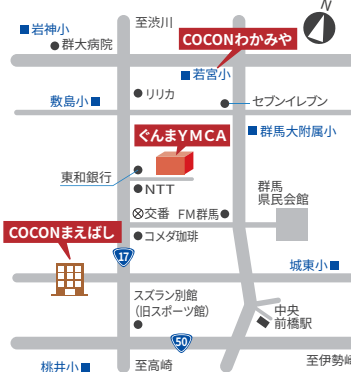 N
岩神小
至渋川
群大病院
COCONわかみや
若宮小
敷島小
リリカ
セブンイレブン
群馬大附属小
ぐんまYMCA
東和銀行
NTT
群馬
県民会館
交番
FM群馬
COCONまえばし
コメダ珈琲
17
城東小
スズラン別館
(旧スポーツ館)
中央
前橋駅
50
桃井小
至高崎
至伊勢崎